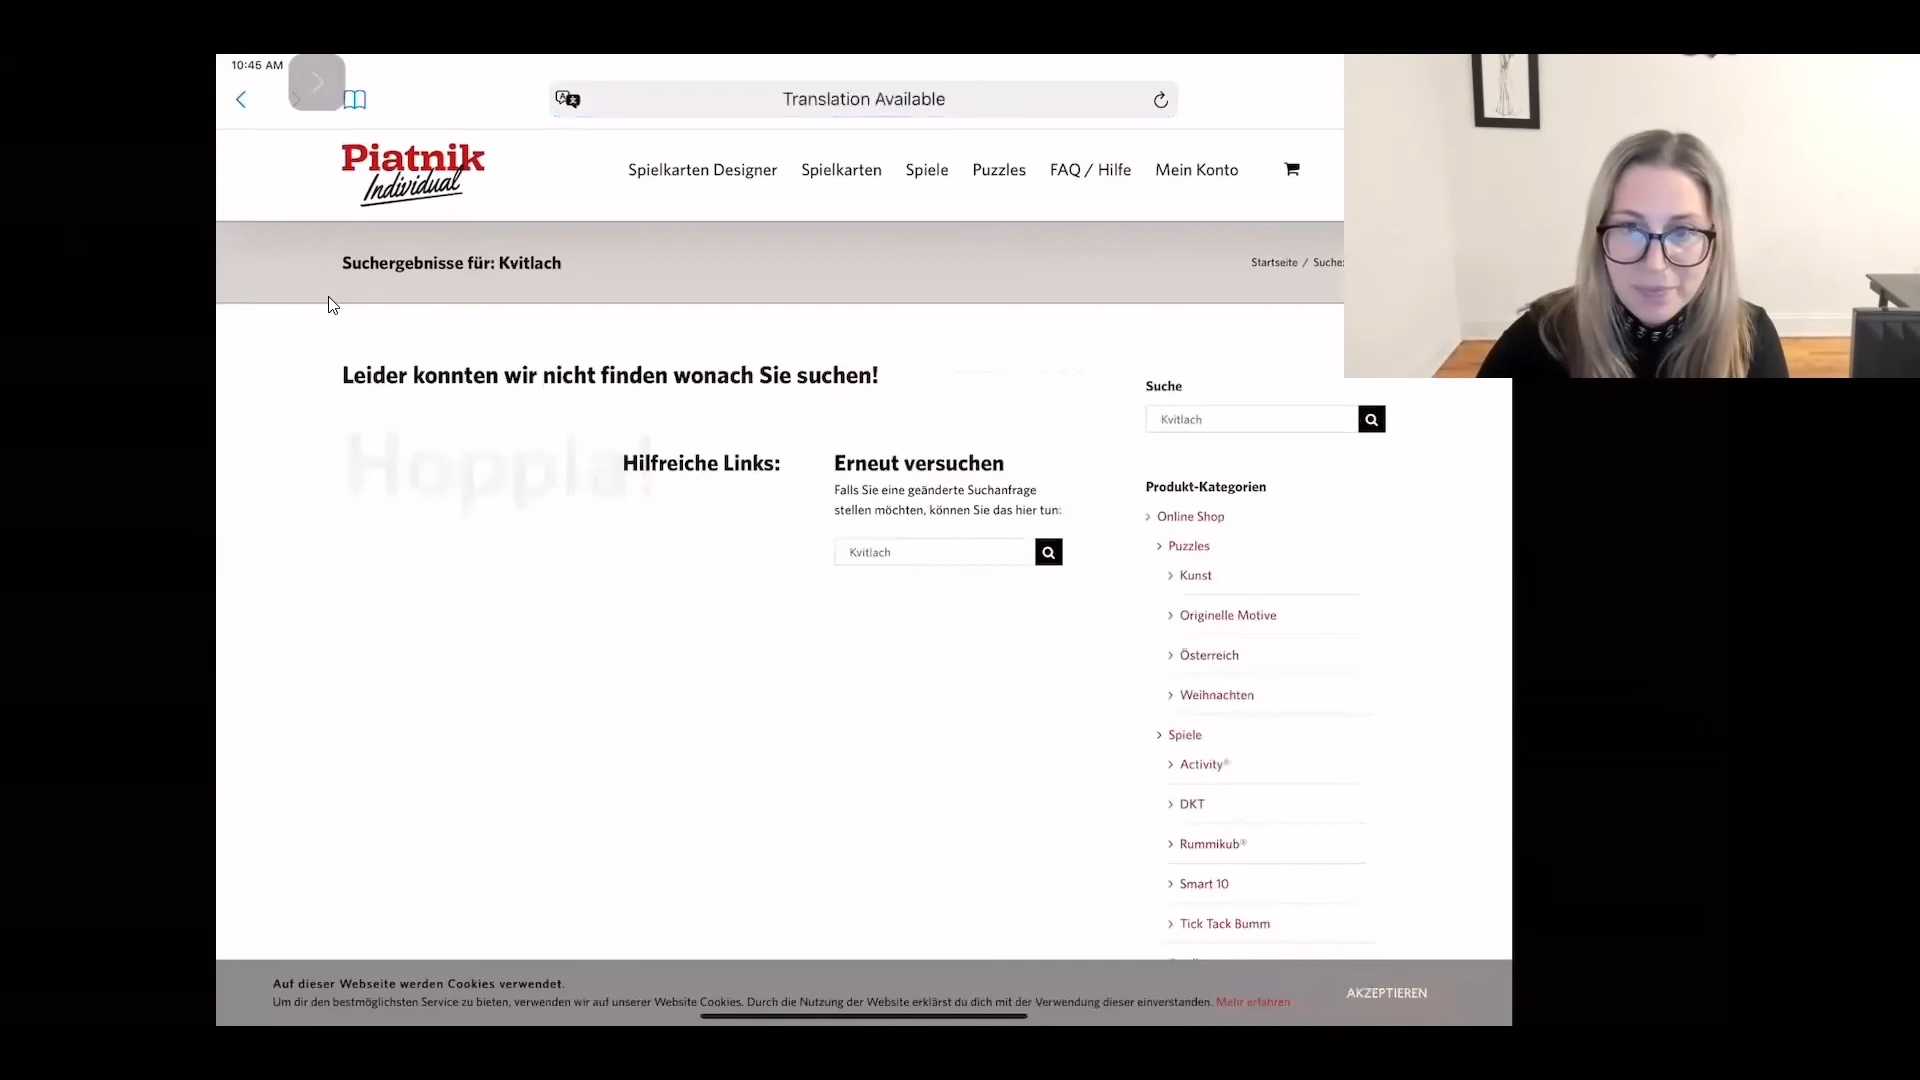 10:45 AM
Translation Available
Piatnik
Individual
Spielkarten Designer Spielkarten Spiele Puzzles FAQ / Hilfe Mein Konto
Suchergebnisse für: Kvitlach
Startseite / Suche:
Leider konnten wir nicht finden wonach Sie suchen!
Hoppla!
Hilfreiche Links:
Erneut versuchen
Falls Sie eine geänderte Suchanfrage
stellen möchten, können Sie das hier tun:
Kvitlach
Suche
Kvitlach
Produkt-Kategorien
Online Shop
Puzzles
Kunst
Originelle Motive
Österreich
Weihnachten
Spiele
Activity®
DKT
Rummikub®
Smart 10
Tick Tack Bumm
Auf dieser Webseite werden Cookies verwendet.
Um dir den bestmöglichsten Service zu bieten, verwenden wir auf unserer Website Cookies. Durch die Nutzung der Website erklärst du dich mit der Verwendung dieser einverstanden. Mehr erfahren
AKZEPTIEREN